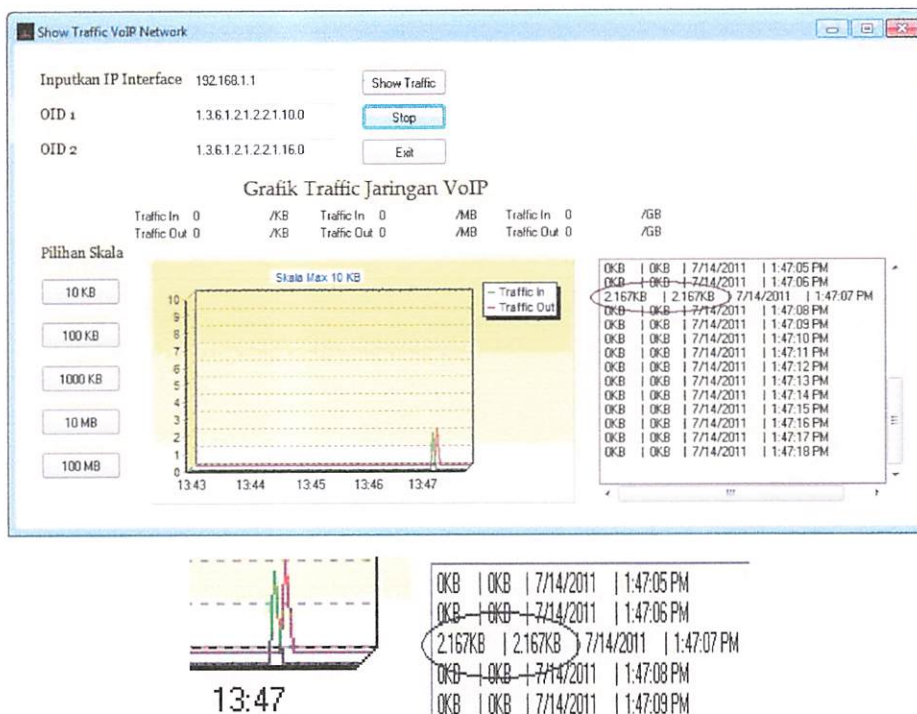 Show Traffic VoIP Network
Inputkan IP Interface 192.168.1.1 Show Traffic
OID 1 1.3.6.1.2.1.2.2.1.10.0 Stop
OID 2 1.3.6.1.2.1.2.2.1.16.0 Exit
Grafik Traffic Jaringan VoIP
Traffic In 0 /KB Traffic In 0 /MB Traffic In 0 /GB
Traffic Out 0 /KB Traffic Out 0 /MB Traffic Out 0 /GB
Pilihan Skala
10 KB
100 KB
1000 KB
10 MB
100 MB
Skala Max 10 KB
10
9
8
7
6
5
4
3
2
1
0
13:43 13:44 13:45 13:46 13:47
Traffic In
Traffic Out
0KB | 0KB | 7/14/2011 | 1:47:05 PM
0KB | 0KB | 7/14/2011 | 1:47:06 PM
2.167KB | 2.167KB | 7/14/2011 | 1:47:07 PM
0KB | 0KB | 7/14/2011 | 1:47:08 PM
0KB | 0KB | 7/14/2011 | 1:47:09 PM
0KB | 0KB | 7/14/2011 | 1:47:10 PM
0KB | 0KB | 7/14/2011 | 1:47:11 PM
0KB | 0KB | 7/14/2011 | 1:47:12 PM
0KB | 0KB | 7/14/2011 | 1:47:13 PM
0KB | 0KB | 7/14/2011 | 1:47:14 PM
0KB | 0KB | 7/14/2011 | 1:47:15 PM
0KB | 0KB | 7/14/2011 | 1:47:16 PM
0KB | 0KB | 7/14/2011 | 1:47:17 PM
0KB | 0KB | 7/14/2011 | 1:47:18 PM
13:47
0KB | 0KB | 7/14/2011 | 1:47:05 PM
0KB | 0KB | 7/14/2011 | 1:47:06 PM
2.167KB | 2.167KB | 7/14/2011 | 1:47:07 PM
0KB | 0KB | 7/14/2011 | 1:47:08 PM
0KB | 0KB | 7/14/2011 | 1:47:09 PM